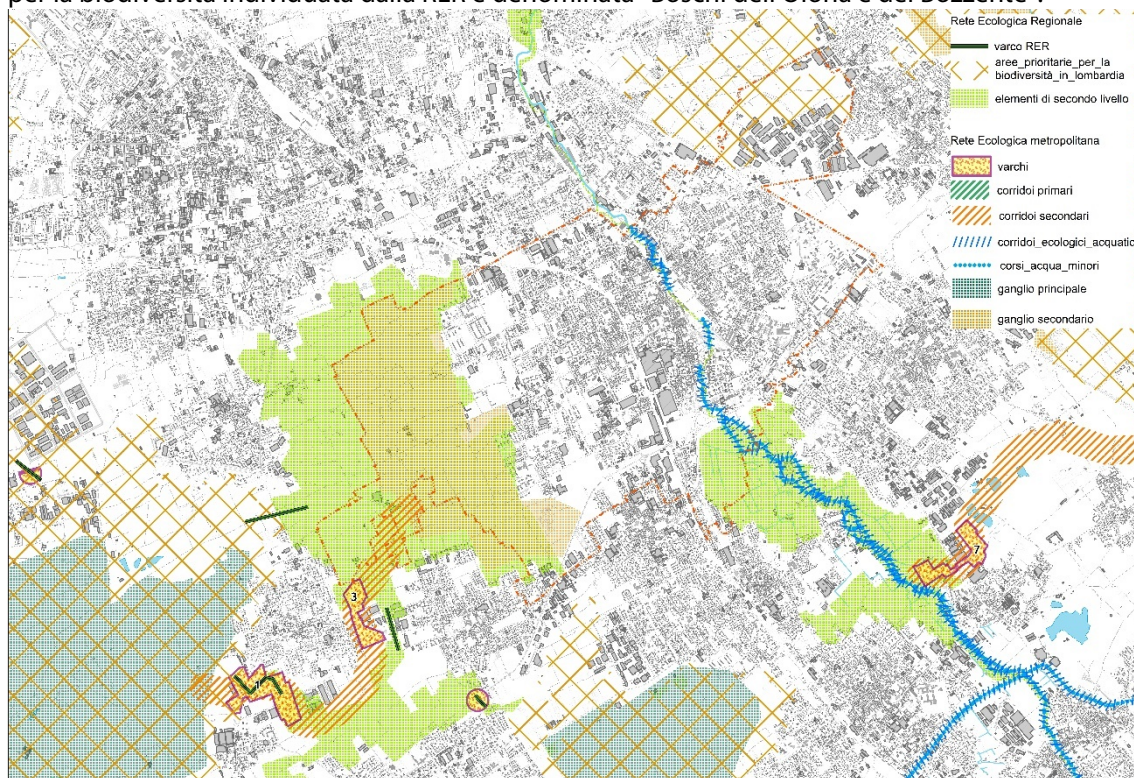 per la biodiversità individuata dalla RER e denominata "Boschi dell'Olona e del Bozzente".
Rete Ecologica Regionale
varco RER
aree_prioritarie_per_la
biodiversità_in_lombardia
elementi di secondo livello
Rete Ecologica metropolitana
varchi
corridoi primari
corridoi secondari
corridoi_ecologici_acquatic
corsi_acqua_minori
ganglio principale
ganglio secondario
7
3